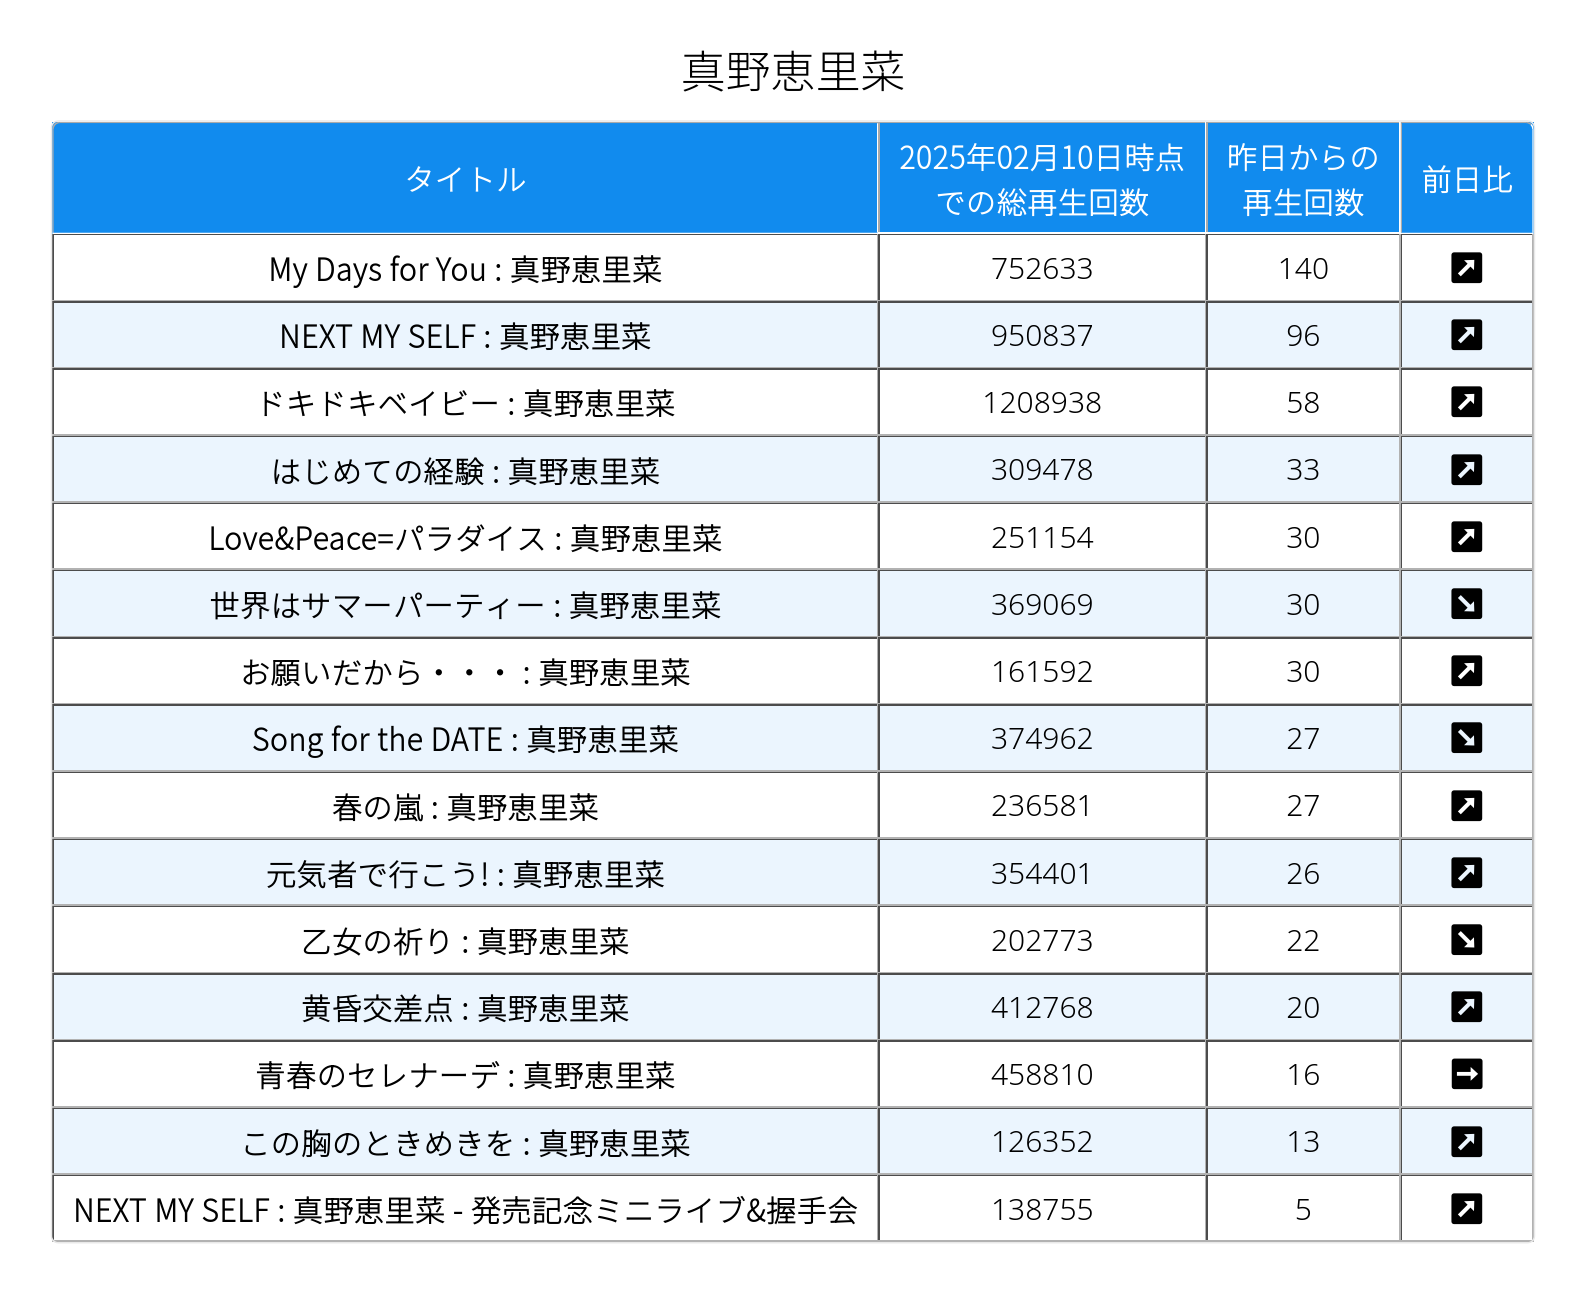 真野恵里菜
タイトル
2025年02月10日時点
での総再生回数
昨日からの
再生回数
前日比
My Days for You : 真野恵里菜 752633 140 ↗
NEXT MY SELF : 真野恵里菜 950837 96 ↗
ドキドキベイビー : 真野恵里菜 1208938 58 ↗
はじめての経験 : 真野恵里菜 309478 33 ↗
Love&Peace=パラダイス : 真野恵里菜 251154 30 ↗
世界はサマーパーティー : 真野恵里菜 369069 30 ↘
お願いだから・・・ : 真野恵里菜 161592 30 ↗
Song for the DATE : 真野恵里菜 374962 27 ↘
春の嵐 : 真野恵里菜 236581 27 ↗
元気者で行こう! : 真野恵里菜 354401 26 ↗
乙女の祈り : 真野恵里菜 202773 22 ↘
黄昏交差点 : 真野恵里菜 412768 20 ↗
青春のセレナーデ : 真野恵里菜 458810 16 →
この胸のときめきを : 真野恵里菜 126352 13 ↗
NEXT MY SELF : 真野恵里菜 - 発売記念ミニライブ&握手会 138755 5 ↗